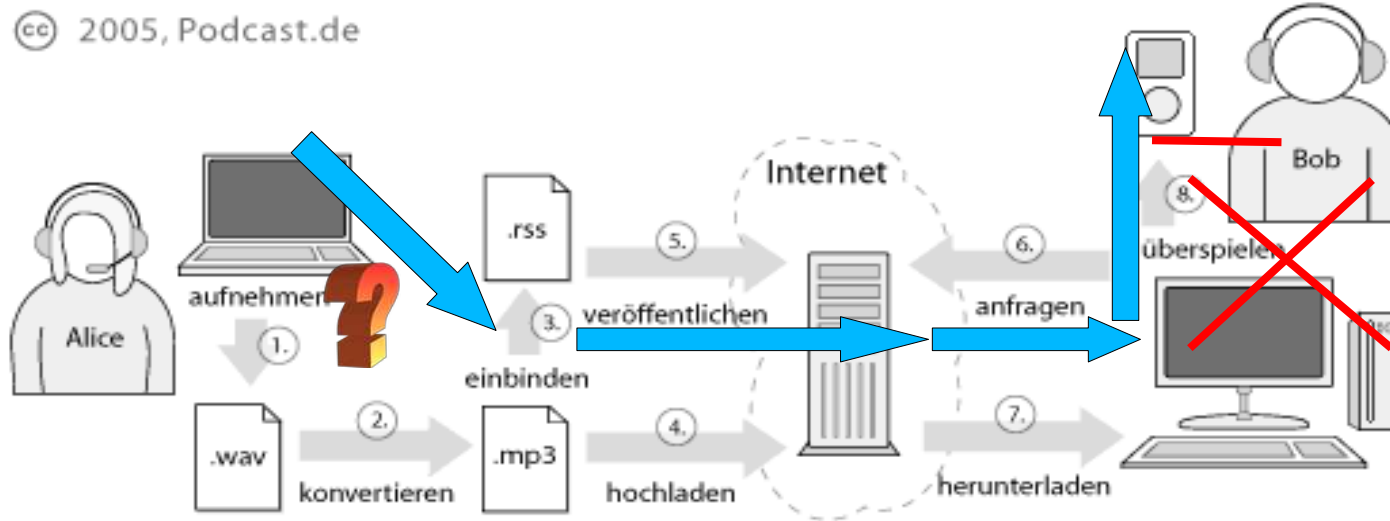 cc 2005, Podcast.de
Internet
Bob
.rss
5.
6.
8.
überspielen
aufnehmen
?
Alice
1.
3.
veröffentlichen
anfragen
einbinden
2.
4.
7.
.wav
.mp3
konvertieren
hochladen
herunterladen